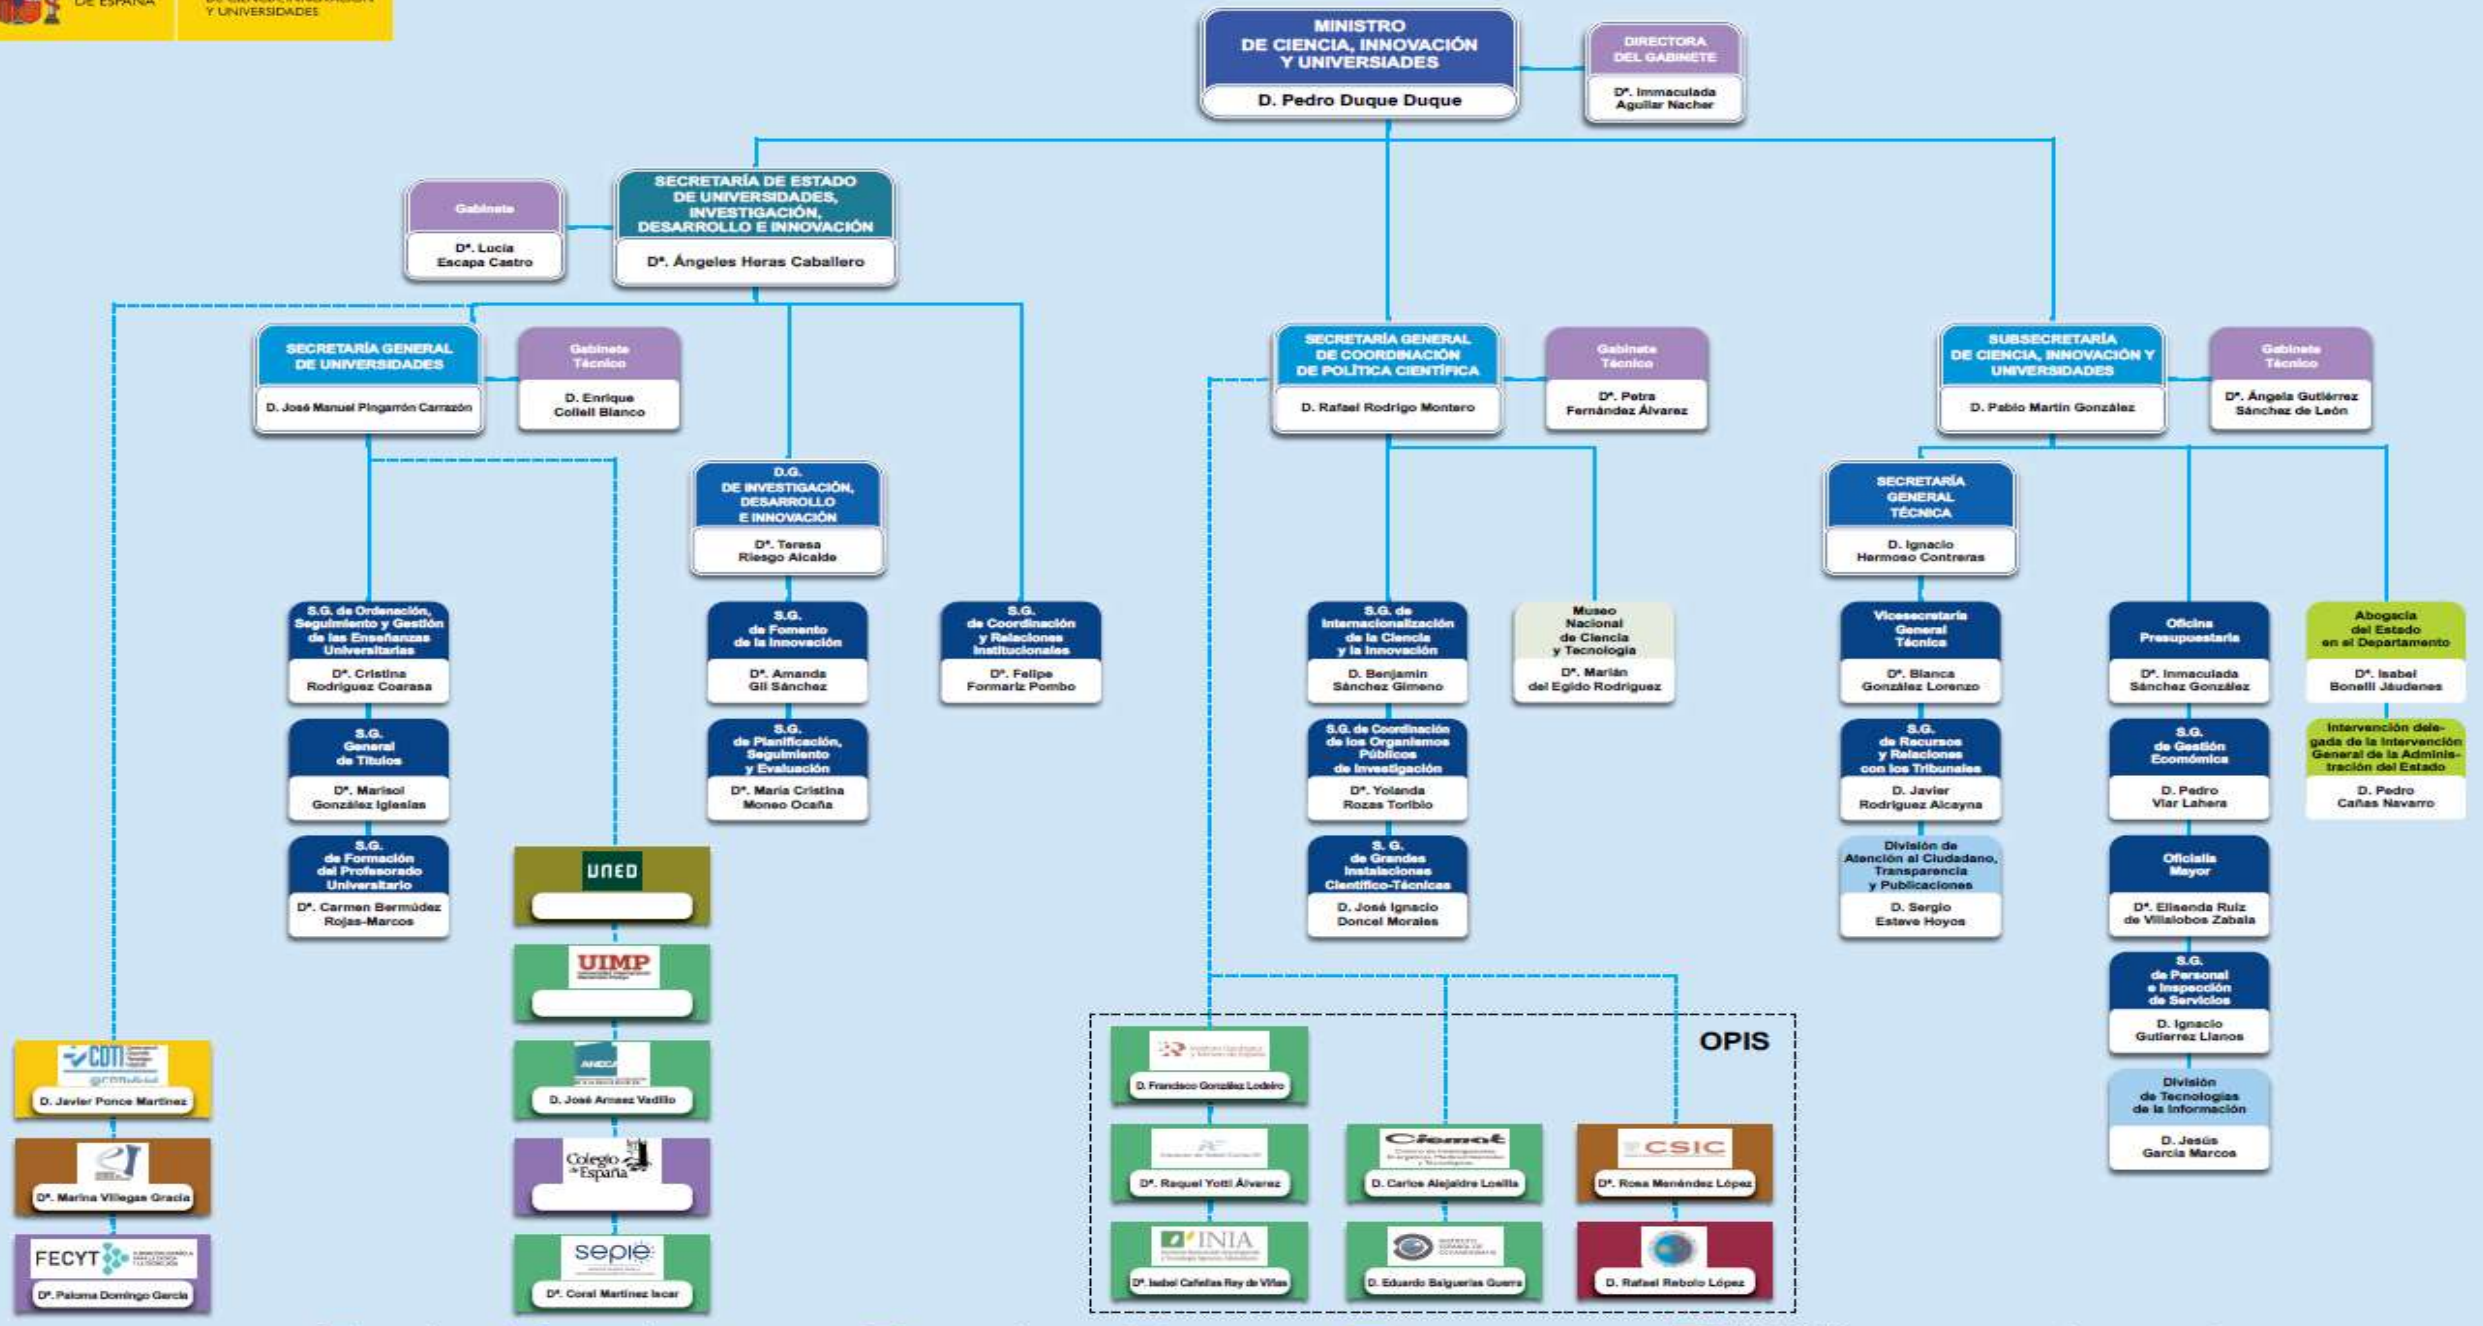 DE ESPAÑA
Y UNIVERSIDADES
MINISTRO
DE CIENCIA, INNOVACIÓN
Y UNIVERSIADES
D. Pedro Duque Duque
DIRECTORA
DEL GABINETE
Dª. Immaculada
Aguilar Nacher
Gabinete
Dª. Lucía
Escapa Castro
SECRETARÍA DE ESTADO
DE UNIVERSIDADES,
INVESTIGACIÓN,
DESARROLLO E INNOVACIÓN
Dª. Ángeles Heras Caballero
SECRETARÍA GENERAL
DE UNIVERSIDADES
D. José Manuel Pingarrón Carrazón
Gabinete
Técnico
D. Enrique
Collell Blanco
SECRETARÍA GENERAL
DE COORDINACIÓN
DE POLÍTICA CIENTÍFICA
D. Rafael Rodrigo Montero
Gabinete
Técnico
Dª. Petra
Fernández Álvarez
SUBSECRETARÍA
DE CIENCIA, INNOVACIÓN Y
UNIVERSIDADES
D. Pablo Martín González
Gabinete
Técnico
Dª. Ángela Gutiérrez
Sánchez de León
D.G.
DE INVESTIGACIÓN,
DESARROLLO
E INNOVACIÓN
Dª. Teresa
Riesgo Alcaide
SECRETARÍA
GENERAL
TÉCNICA
D. Ignacio
Hermoso Contreras
S.G. de Ordenación,
Seguimiento y Gestión
de las Enseñanzas
Universitarias
Dª. Cristina
Rodríguez Coarasa
S.G.
de Fomento
de la Innovación
Dª. Amanda
Gil Sánchez
S.G.
de Coordinación
y Relaciones
Institucionales
Dª. Felipe
Formariz Pombo
S.G. de
Internacionalización
de la Ciencia
y la Innovación
D. Benjamín
Sánchez Gimeno
Museo
Nacional
de Ciencia
y Tecnología
Dª. Marián
del Egido Rodríguez
Vicesecretaría
General
Técnica
Dª. Blanca
González Lorenzo
Oficina
Presupuestaria
Dª. Inmaculada
Sánchez González
Abogacía
del Estado
en el Departamento
Dª. Isabel
Bonelli Jáudenes
S.G.
General
de Títulos
Dª. Marisol
González Iglesias
S.G.
de Planificación,
Seguimiento
y Evaluación
Dª. María Cristina
Moneo Ocaña
S.G. de Coordinación
de los Organismos
Públicos
de Investigación
Dª. Yolanda
Rozas Toribio
S.G.
de Recursos
y Relaciones
con los Tribunales
D. Javier
Rodríguez Alcayna
S.G.
de Gestión
Económica
D. Pedro
Viar Lahera
Intervención dele-
gada de la Intervención
General de la Adminis-
tración del Estado
D. Pedro
Cañas Navarro
S.G.
de Formación
del Profesorado
Universitario
Dª. Carmen Bermúdez
Rojas-Marcos
S. G.
de Grandes
Instalaciones
Científico-Técnicas
D. José Ignacio
Doncel Morales
División de
Atención al Ciudadano,
Transparencia
y Publicaciones
D. Sergio
Esteve Hoyos
Oficialía
Mayor
Dª. Elisenda Ruiz
de Villalobos Zabala
S.G.
de Personal
e Inspección
de Servicios
D. Ignacio
Gutierrez Llanos
División
de Tecnologías
de la Información
D. Jesús
García Marcos
UNED
UIMP
ANECA
D. José Arnaez Vadillo
Colegio
de España
sepie
Dª. Coral Martínez Iscar
CDTI
D. Javier Ponce Martínez
Dª. Marina Villegas Gracia
FECYT
Dª. Paloma Domingo García
OPIS
D. Francisco González Lodeiro
Dª. Raquel Yotti Álvarez
INIA
Dª. Isabel Cañellas Rey de Viñas
Ciemat
D. Carlos Alejaldre Losilla
D. Eduardo Balguerías Guerra
CSIC
Dª. Rosa Menéndez López
D. Rafael Rebolo López